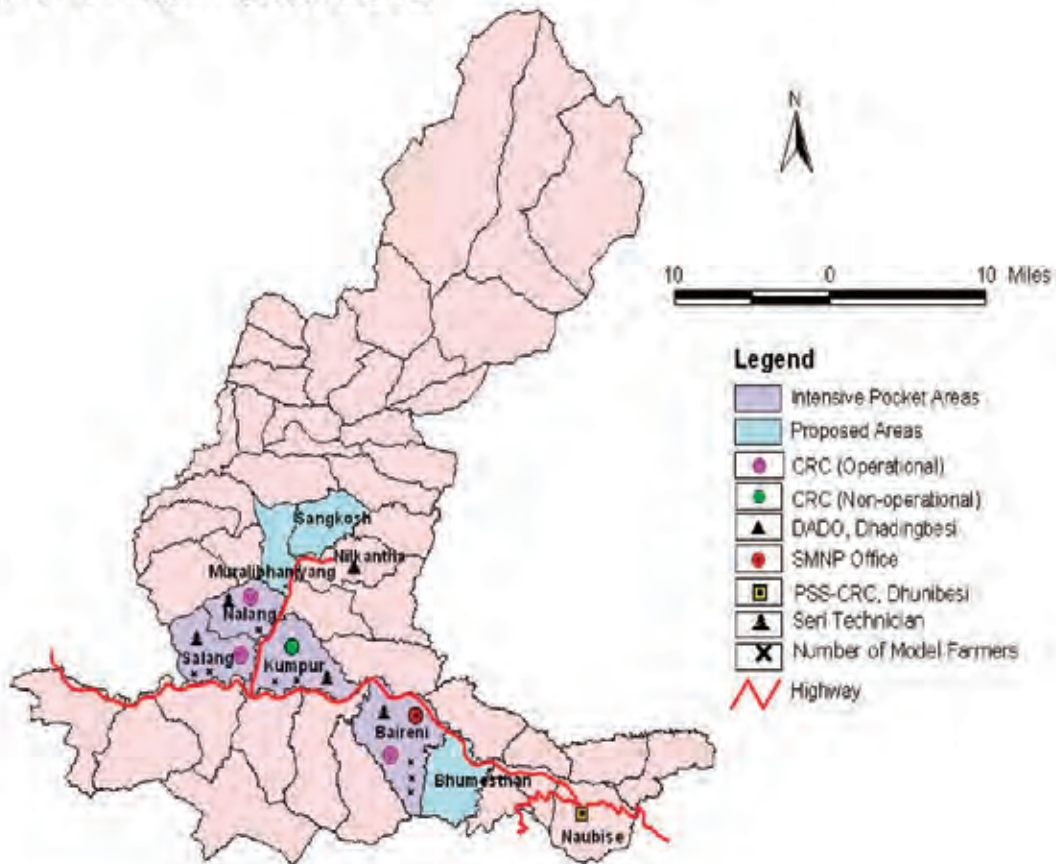 N
10 0 10 Miles
Legend
Intensive Pocket Areas
Proposed Areas
CRC (Operational)
CRC (Non-operational)
DADO, Dhadingbesi
SMNP Office
PSS-CRC, Dhunibesi
Seri Technician
Number of Model Farmers
Highway
Sangkosh
Nilkantha
Muralibhanjyang
Nalang
Salang
Kumpur
Baireni
Bhumesthan
Naubise